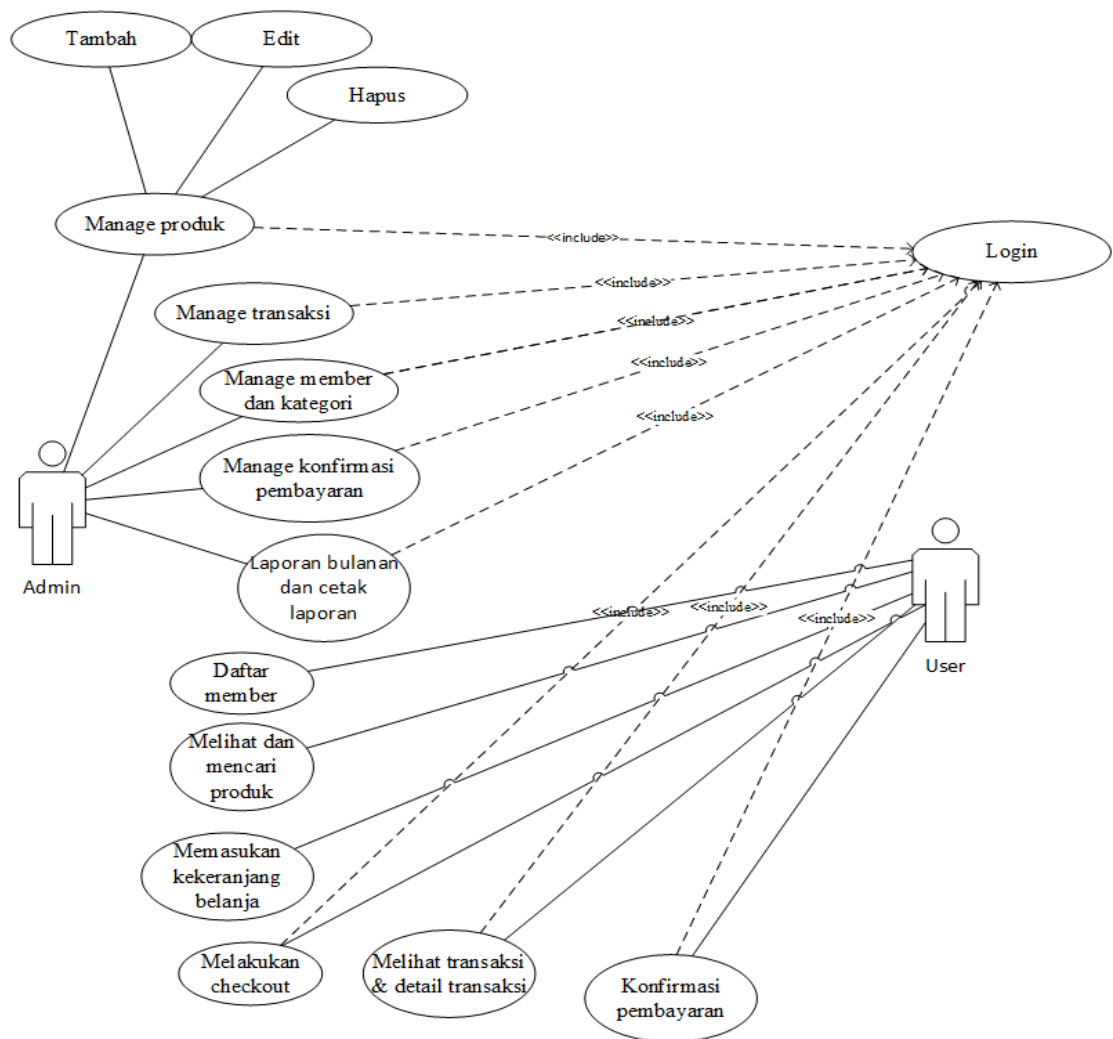 Tambah
Edit
Hapus
Manage produk
<<include>>
Login
Manage transaksi
<<include>>
Manage member
dan kategori
<<include>>
<<include>>
Manage konfirmasi
pembayaran
<<include>>
Laporan bulanan
dan cetak
laporan
Admin
<<include>>
<<include>>
<<include>>
User
Daftar
member
Melihat dan
mencari
produk
Memasukan
kekeranjang
belanja
Melakukan
checkout
Melihat transaksi
& detail transaksi
Konfirmasi
pembayaran